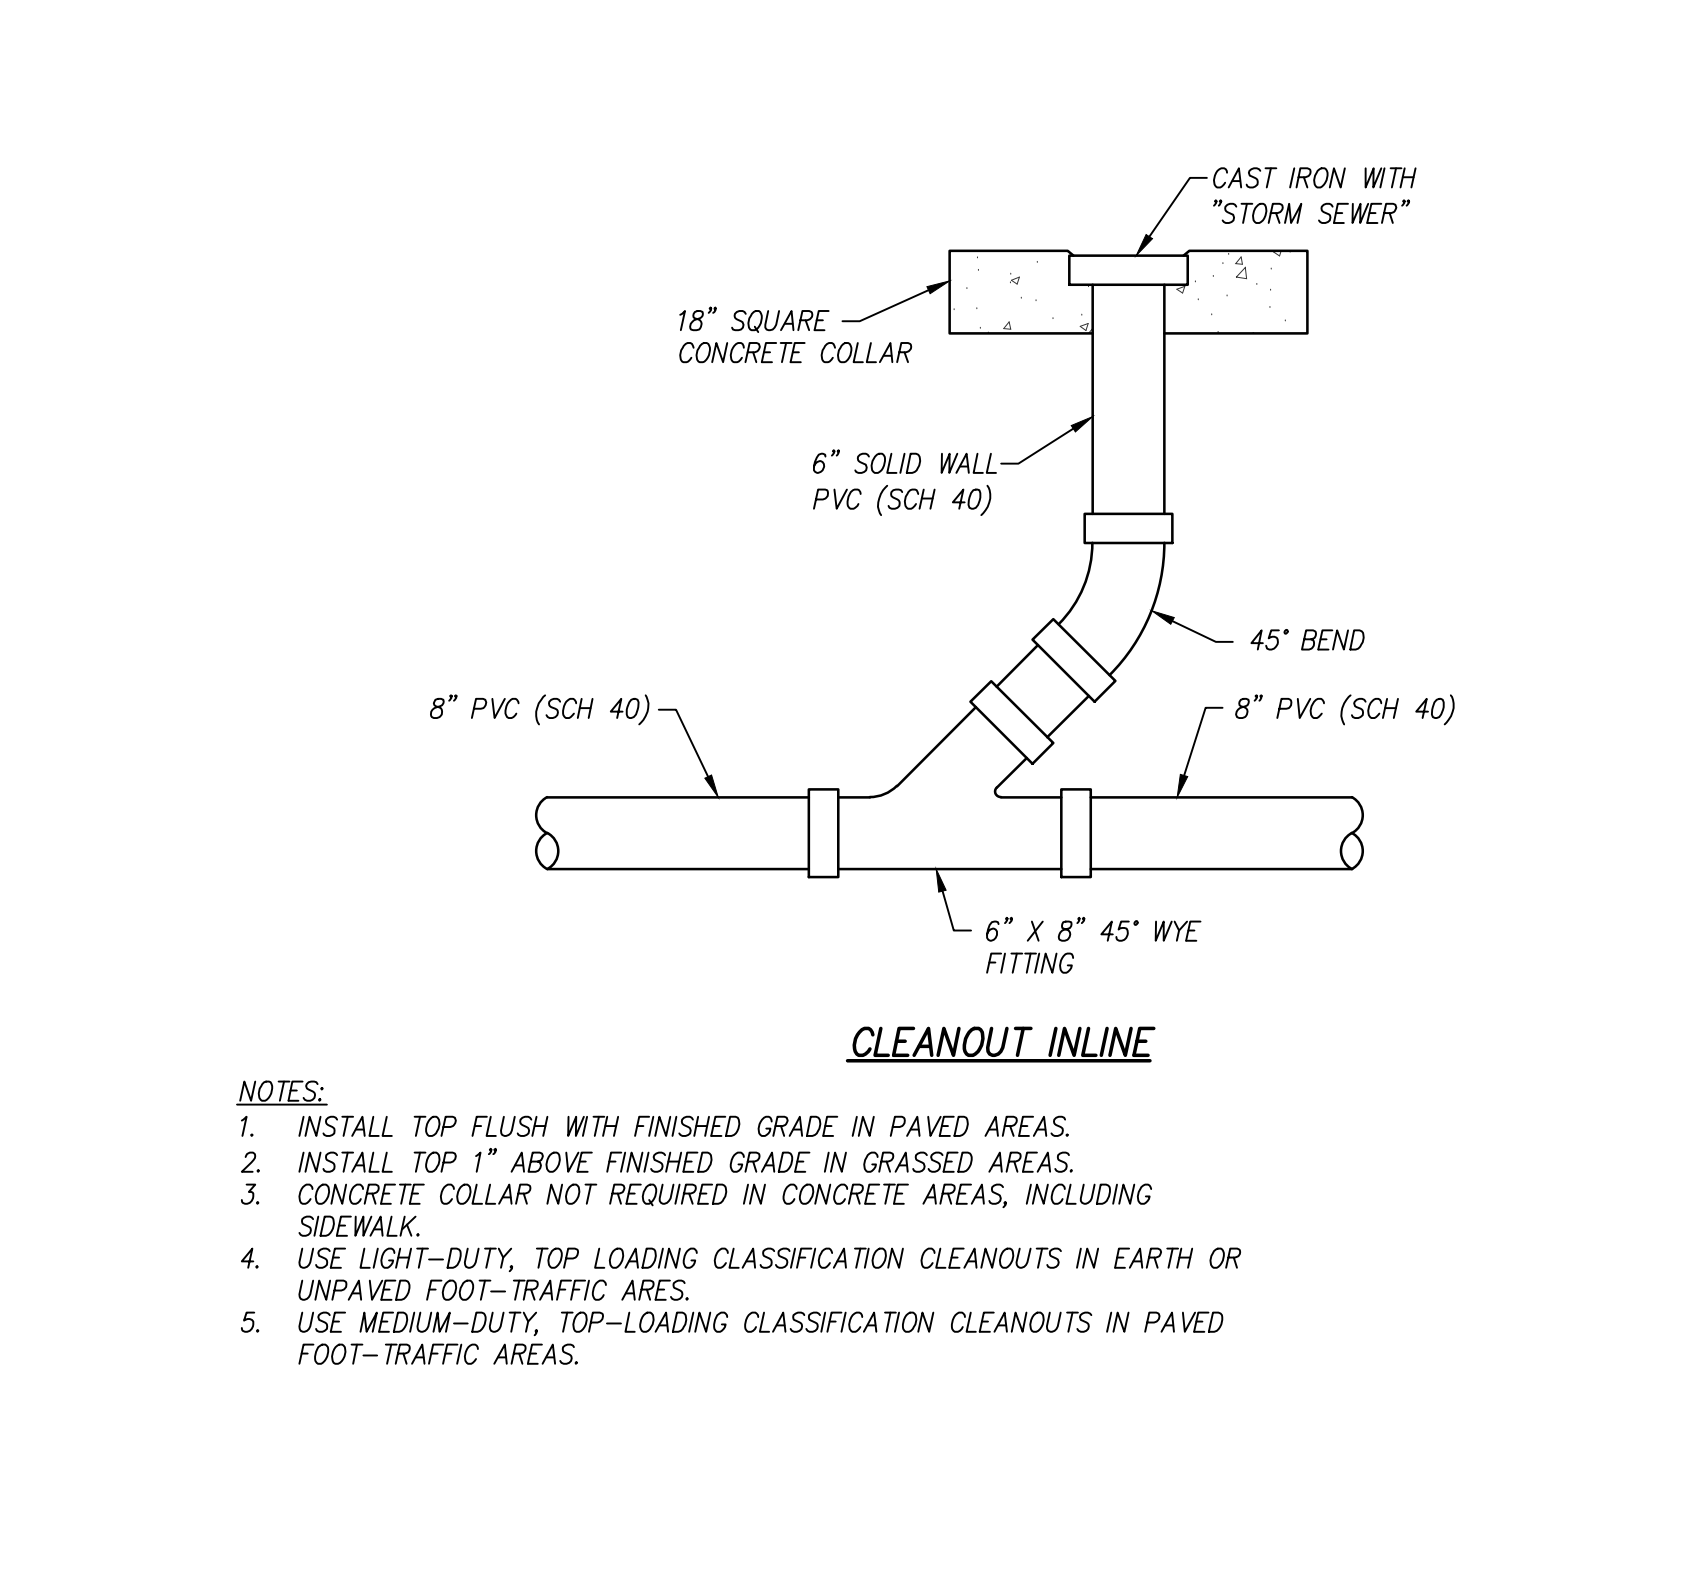 CAST IRON WITH
"STORM SEWER"
18" SQUARE
CONCRETE COLLAR
6" SOLID WALL
PVC (SCH 40)
45° BEND
8" PVC (SCH 40)
8" PVC (SCH 40)
6" X 8" 45° WYE
FITTING
CLEANOUT INLINE
NOTES:
1. INSTALL TOP FLUSH WITH FINISHED GRADE IN PAVED AREAS.
2. INSTALL TOP 1" ABOVE FINISHED GRADE IN GRASSED AREAS.
3. CONCRETE COLLAR NOT REQUIRED IN CONCRETE AREAS, INCLUDING
SIDEWALK.
4. USE LIGHT-DUTY, TOP LOADING CLASSIFICATION CLEANOUTS IN EARTH OR
UNPAVED FOOT-TRAFFIC ARES.
5. USE MEDIUM-DUTY, TOP-LOADING CLASSIFICATION CLEANOUTS IN PAVED
FOOT-TRAFFIC AREAS.